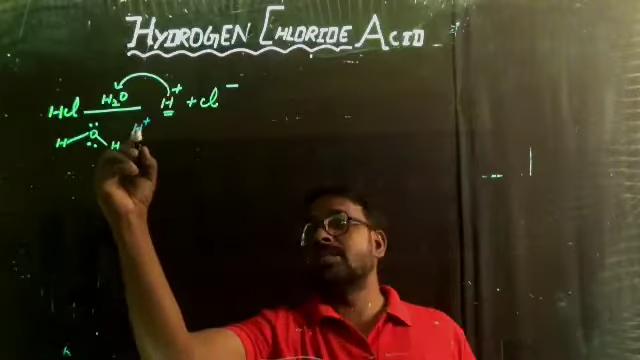 HYDROGEN CHLORIDE ACID
HCl H₂O H⁺ + Cl⁻
H O H H⁺